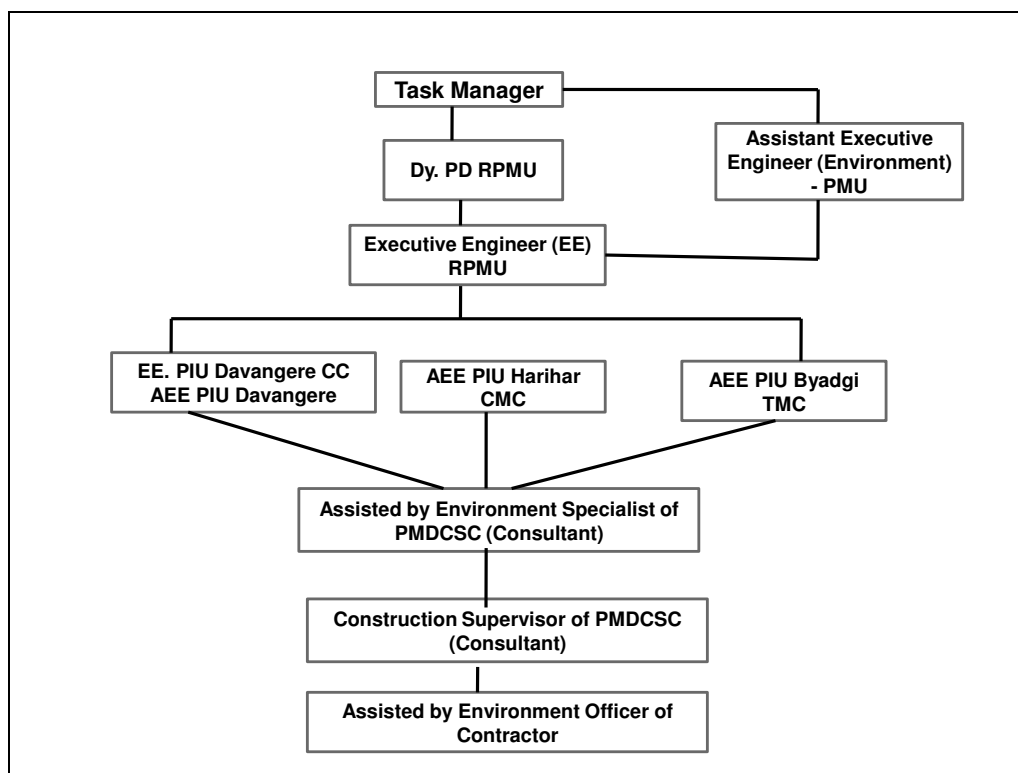 Task Manager
Assistant Executive
Engineer (Environment)
- PMU
Dy. PD RPMU
Executive Engineer (EE)
RPMU
EE. PIU Davangere CC
AEE PIU Davangere
AEE PIU Harihar
CMC
AEE PIU Byadgi
TMC
Assisted by Environment Specialist of
PMDCSC (Consultant)
Construction Supervisor of PMDCSC
(Consultant)
Assisted by Environment Officer of
Contractor